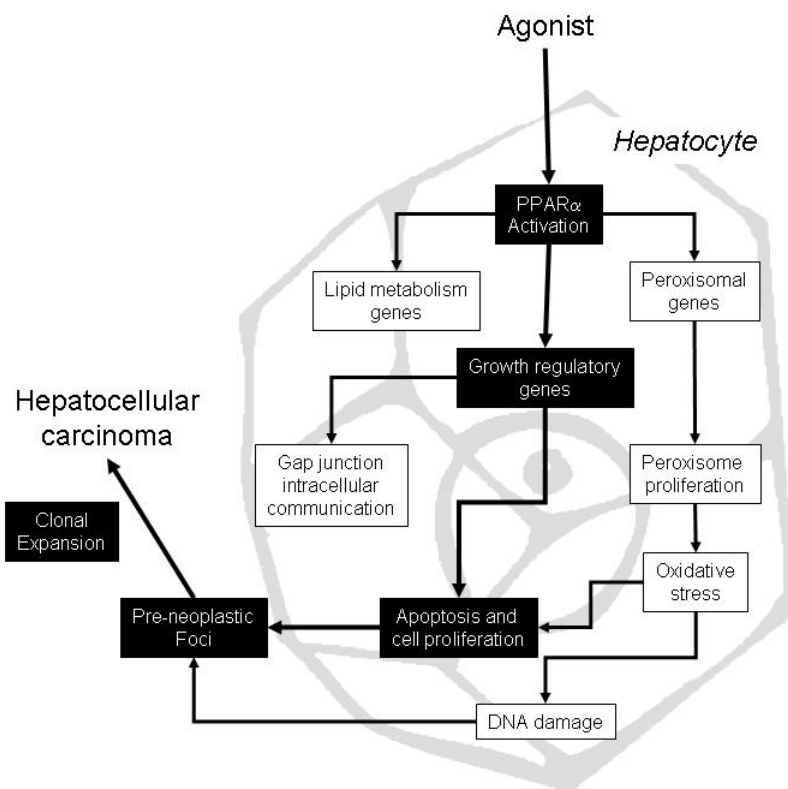 Agonist
Hepatocyte
PPARα
Activation
Lipid metabolism
genes
Peroxisomal
genes
Growth regulatory
genes
Hepatocellular
carcinoma
Gap junction
intracellular
communication
Peroxisome
proliferation
Clonal
Expansion
Oxidative
stress
Pre-neoplastic
Foci
Apoptosis and
cell proliferation
DNA damage